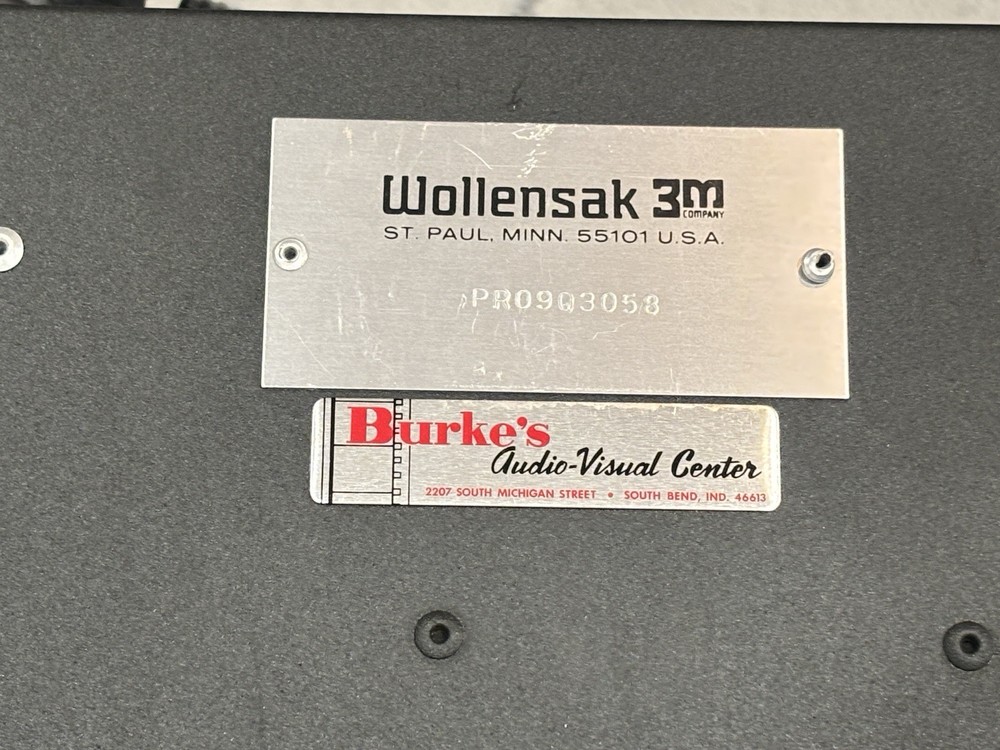 Wollensak 3M COMPANY
ST. PAUL, MINN. 55101 U.S.A.
PR09Q3058
Burke's
Audio-Visual Center
2207 SOUTH MICHIGAN STREET • SOUTH BEND, IND. 46613